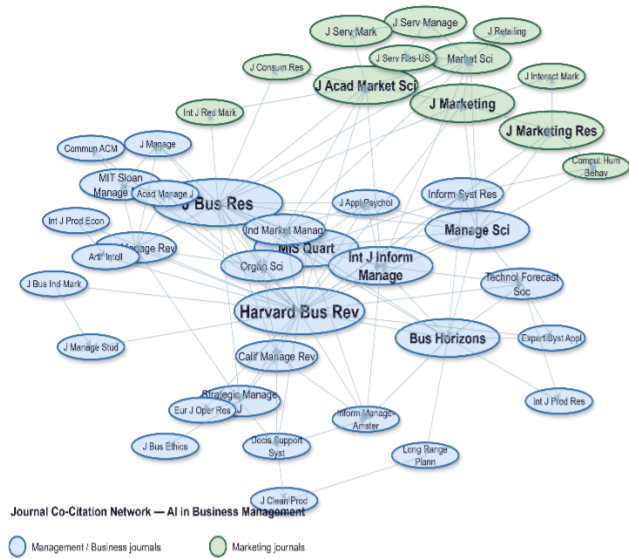 J Serv Manage
J Serv Mark
J Retailing
J Serv Res-US
Market Sci
J Consum Res
J Interact Mark
J Acad Market Sci
J Marketing
Int J Res Mark
J Marketing Res
Commun ACM
J Manage
Comput Hum
Behav
MIT Sloan
Manage
Acad Manage J
J Bus Res
J Appl Psychol
Inform Syst Res
Int J Prod Econ
Ind Market Manag
Manage Sci
Manage Rev
MIS Quart
Artif Intell
Organ Sci
Int J Inform
Manage
J Bus Ind Mark
Technol Forecast
Soc
Harvard Bus Rev
J Manage Stud
Bus Horizons
Expert Syst Appl
Calif Manage Rev
Strategic Manage
J
Eur J Oper Res
Int J Prod Res
Inform Manage-
Amster
J Bus Ethics
Decis Support
Syst
Long Range
Plann
J Clean Prod
Journal Co-Citation Network — AI in Business Management
Management / Business journals
Marketing journals